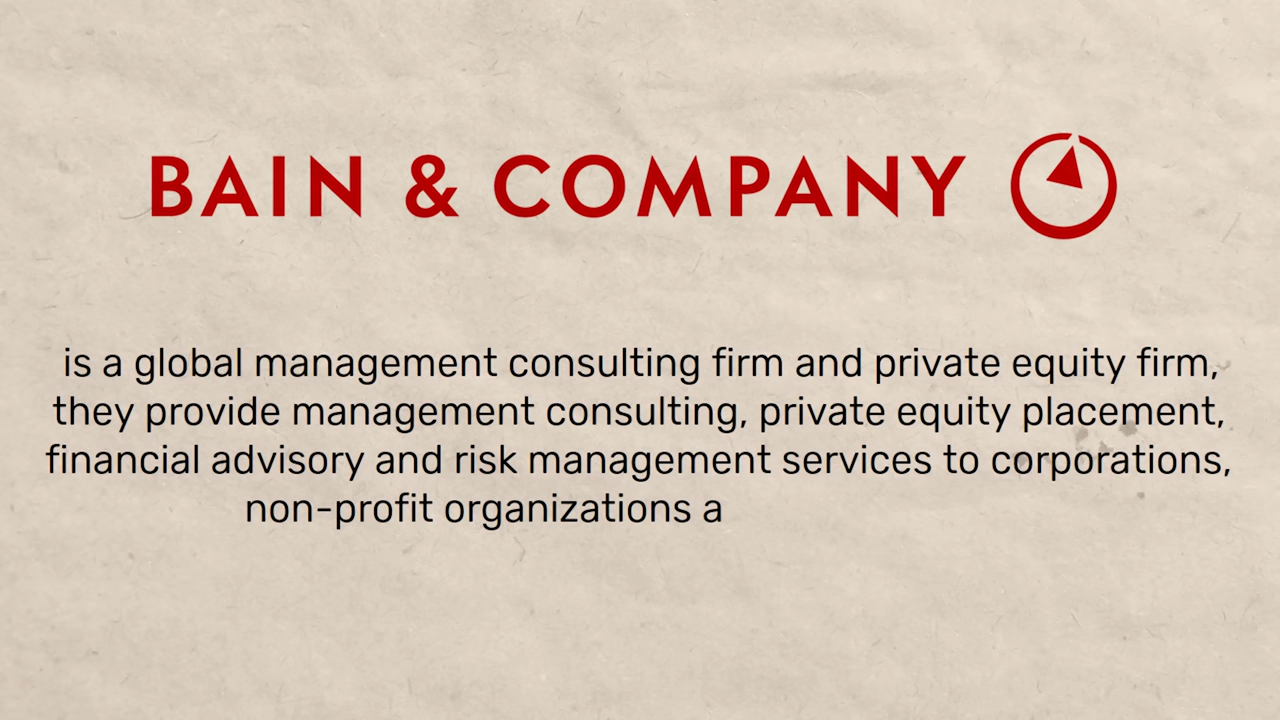 BAIN & COMPANY
is a global management consulting firm and private equity firm,
they provide management consulting, private equity placement,
financial advisory and risk management services to corporations,
non-profit organizations a